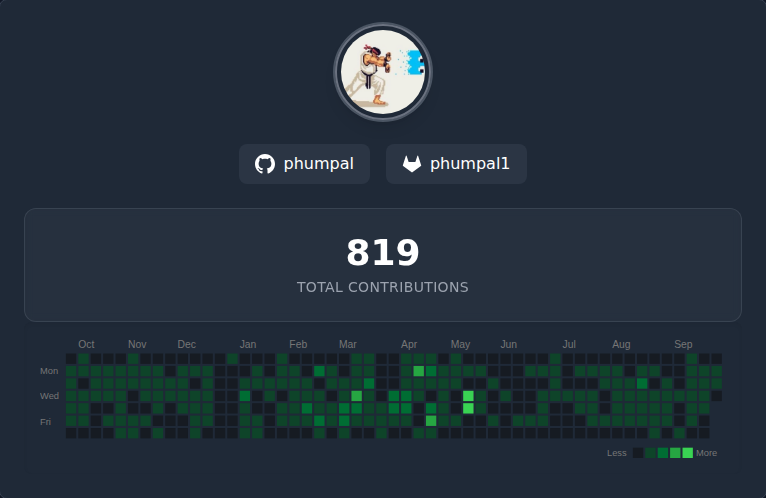 phumpal phumpal1
819
TOTAL CONTRIBUTIONS
Oct Nov Dec Jan Feb Mar Apr May Jun Jul Aug Sep
Mon
Wed
Fri
Less More